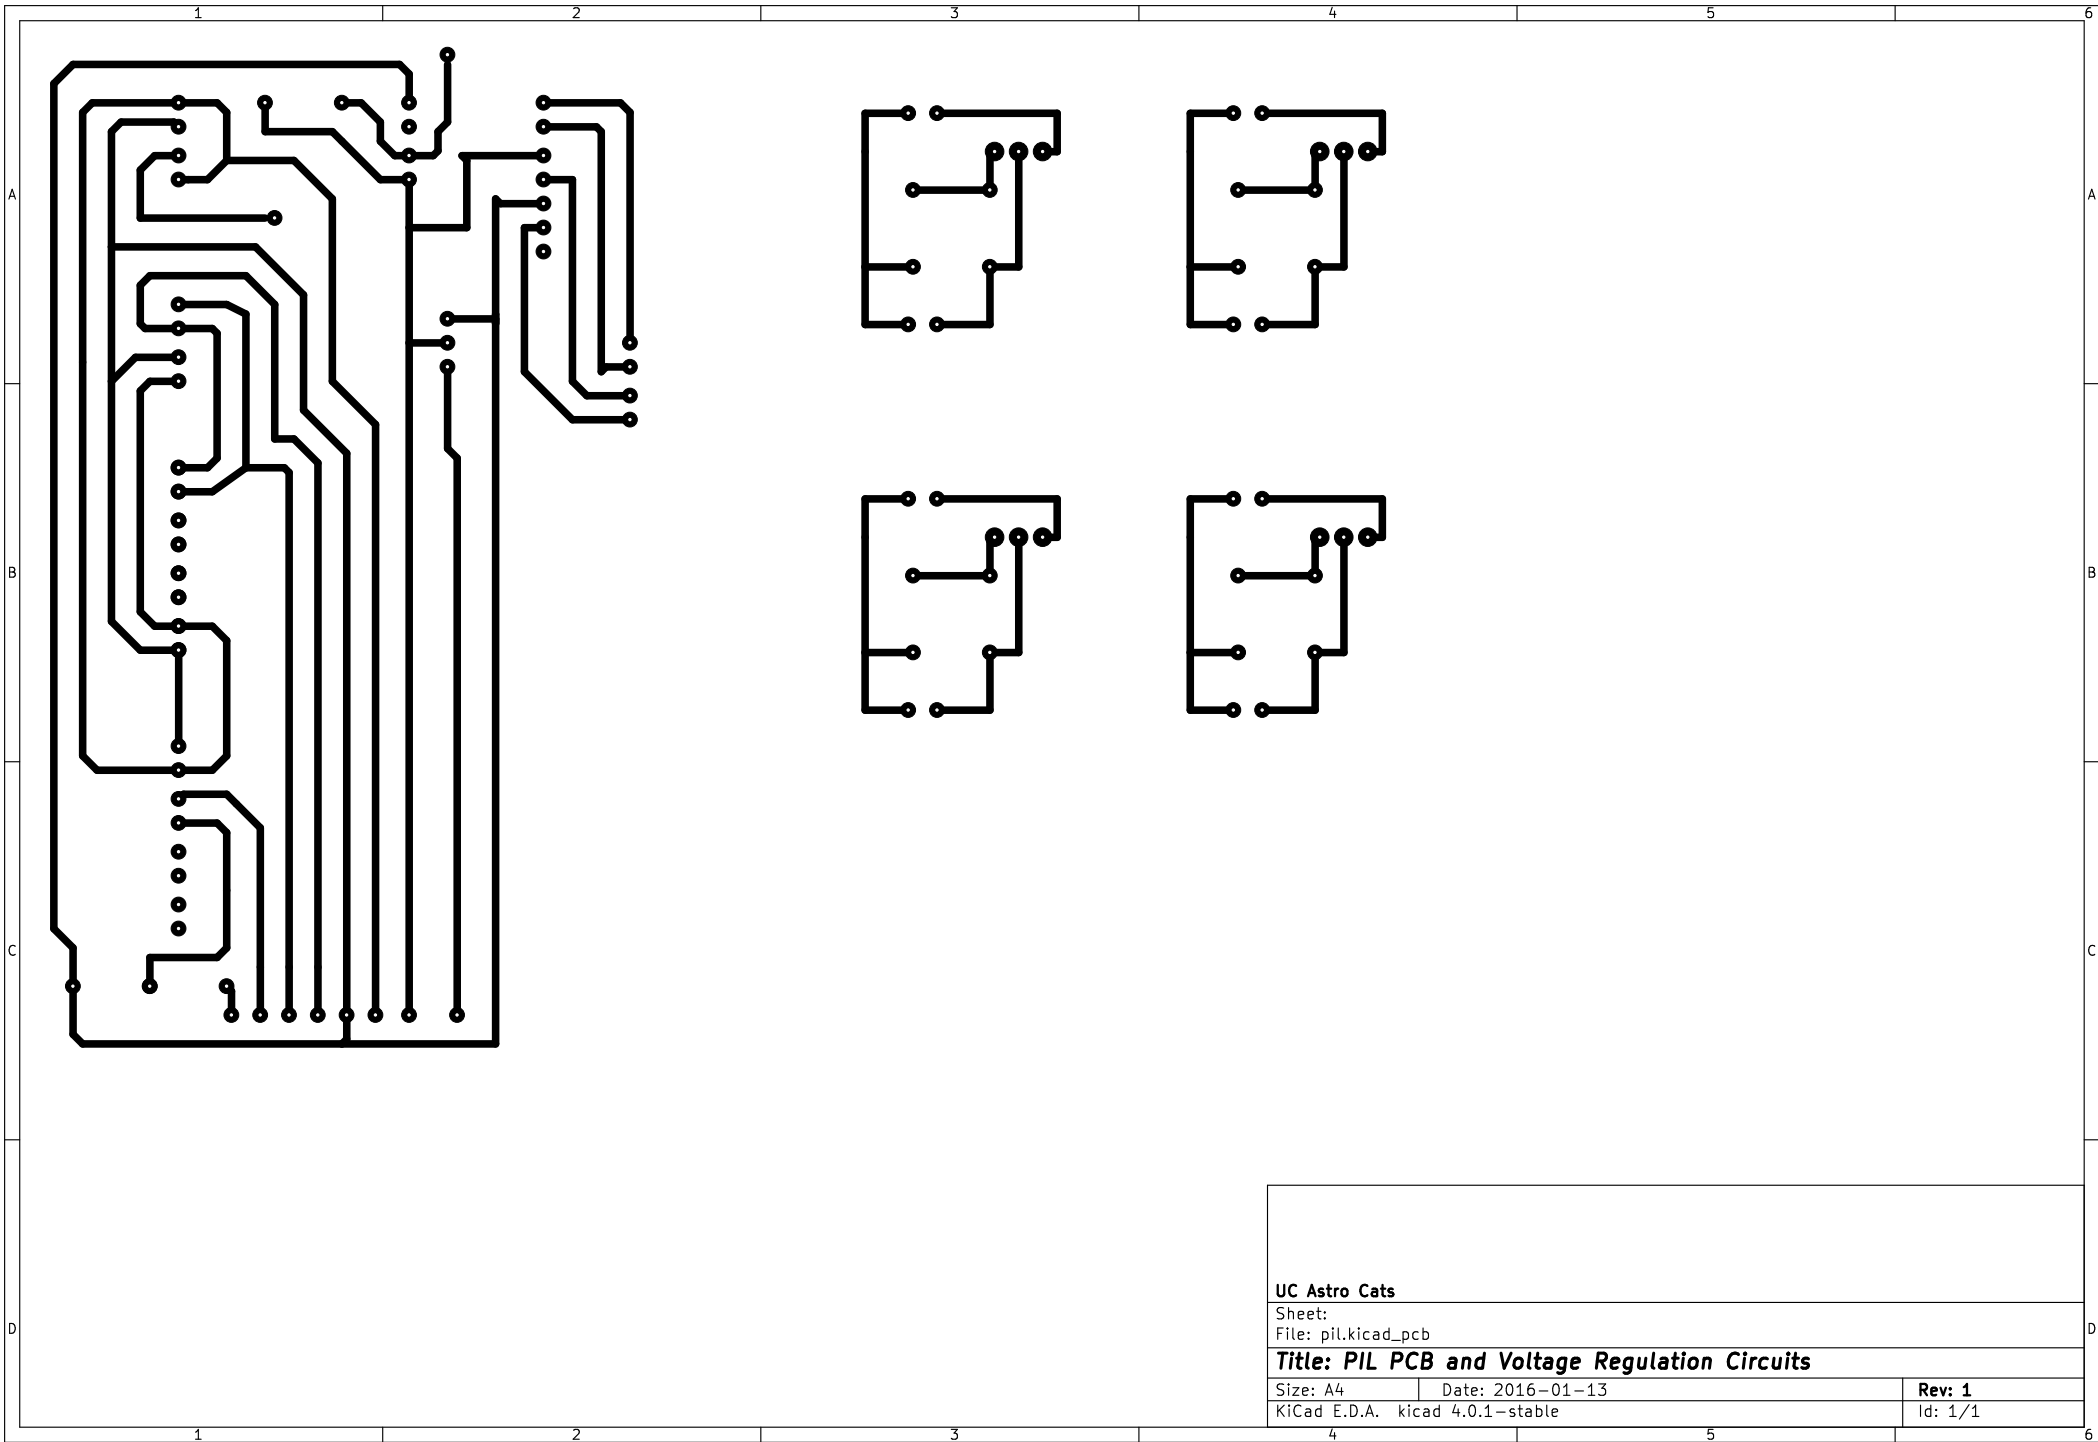 1 2 3 4 5 6
A A
B B
C C
D D
UC Astro Cats
Sheet:
File: pil.kicad_pcb
Title: PIL PCB and Voltage Regulation Circuits
Size: A4 Date: 2016-01-13 Rev: 1
KiCad E.D.A. kicad 4.0.1-stable Id: 1/1
1 2 3 4 5 6